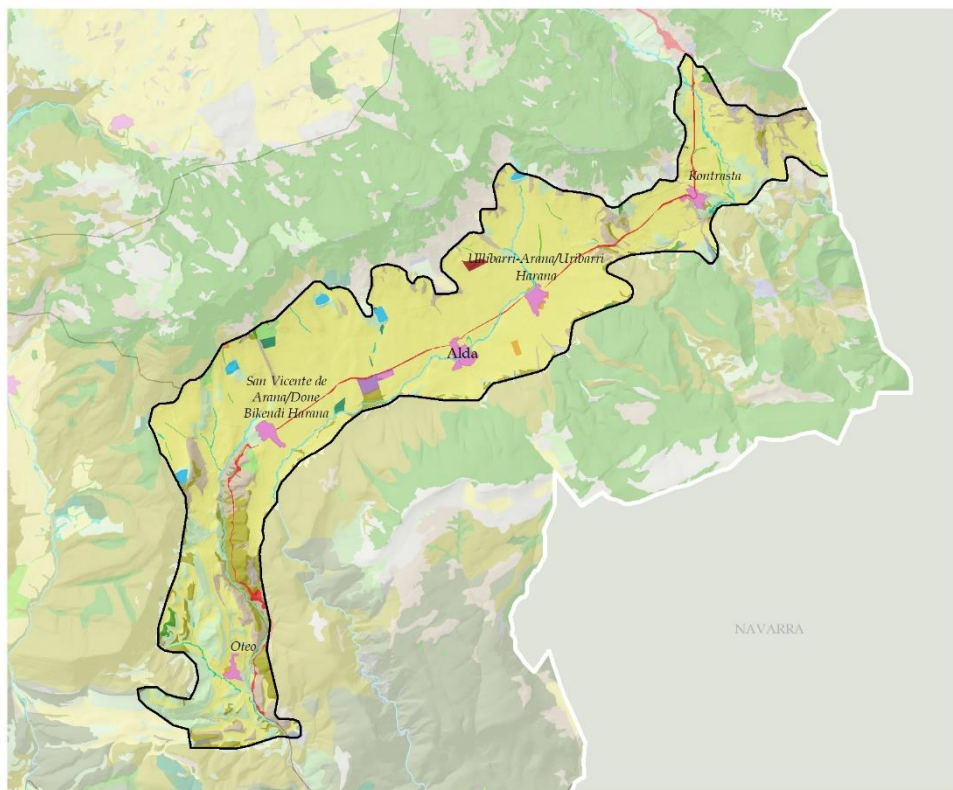 Kontrasta
Ullibarri-Arana/Uribarri
Harana
Alda
San Vicente de
Arana/Done
Bikendi Harana
NAVARRA
Oteo